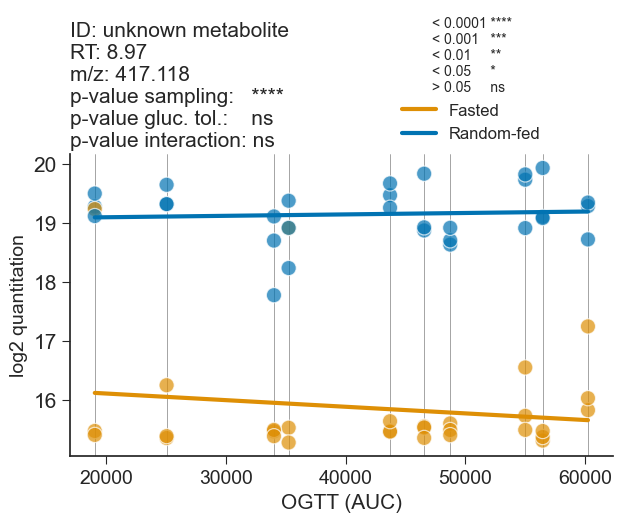 ID: unknown metabolite
RT: 8.97
m/z: 417.118
p-value sampling: ****
p-value gluc. tol.: ns
p-value interaction: ns
< 0.0001 ****
< 0.001 ***
< 0.01 **
< 0.05 *
> 0.05 ns
Fasted
Random-fed
20
19
18
17
16
log2 quantitation
20000 30000 40000 50000 60000
OGTT (AUC)